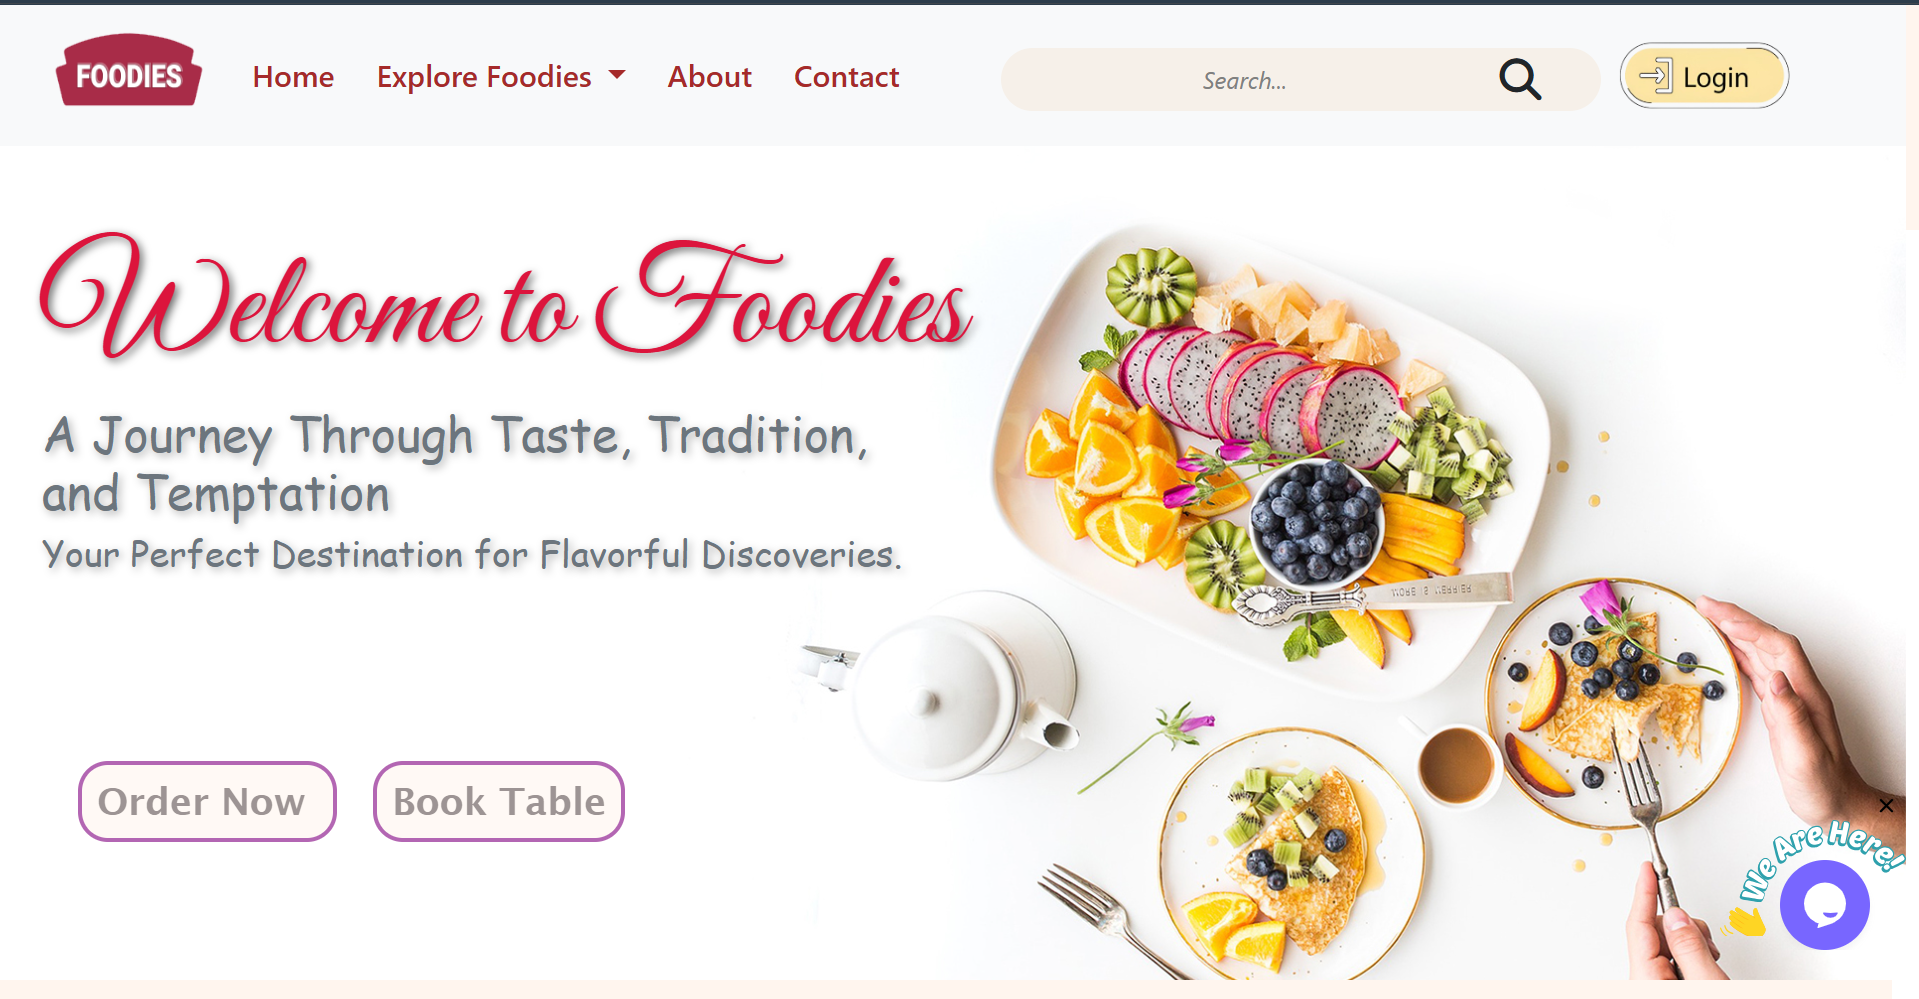 FOODIES
Home
Explore Foodies
About
Contact
Search...
Login
Welcome to Foodies
A Journey Through Taste, Tradition,
and Temptation
Your Perfect Destination for Flavorful Discoveries.
Order Now
Book Table
We Are Here!